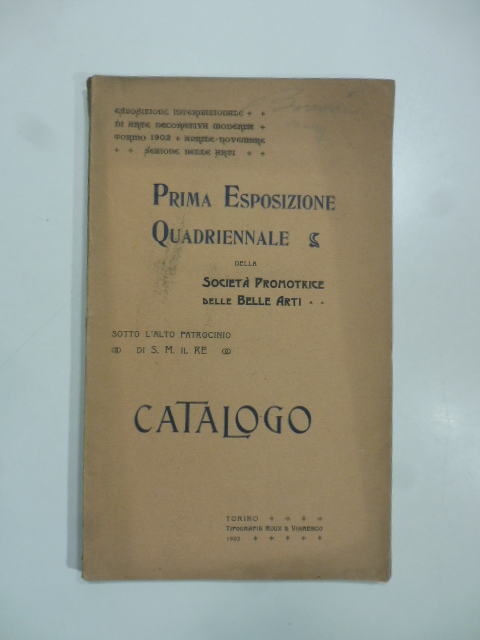 ESPOSIZIONE INTERNAZIONALE
DI ARTE DECORATIVA MODERNA
TORINO 1902 + APRILE-NOVEMBRE
SEZIONE BELLE ARTI
PRIMA ESPOSIZIONE
QUADRIENNALE
DELLA
SOCIETÀ PROMOTRICE
DELLE BELLE ARTI
SOTTO L'ALTO PATROCINIO
DI S. M. IL RE
CATALOGO
TORINO
TIPOGRAFIA ROUX E VIARENGO
1902